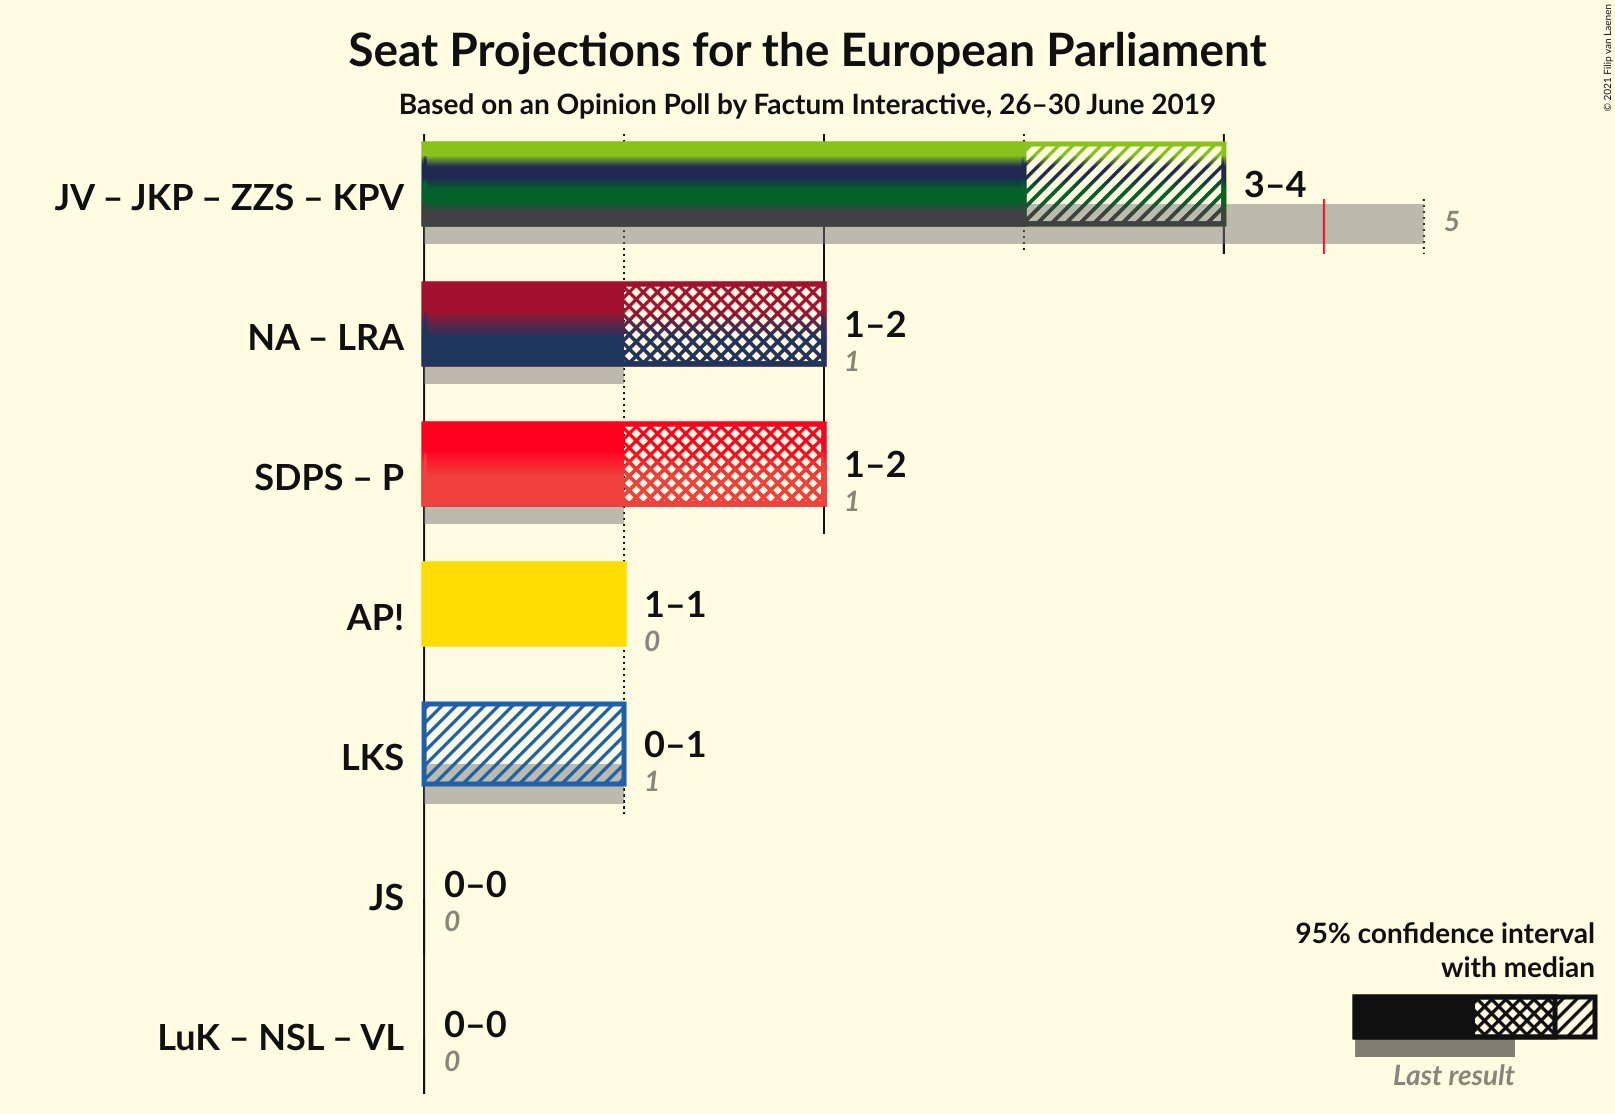 Seat Projections for the European Parliament
Based on an Opinion Poll by Factum Interactive, 26–30 June 2019
© 2021 Filip van Laenen
JV – JKP – ZZS – KPV
3–4
5
NA – LRA
1–2
1
SDPS – P
1–2
1
AP!
1–1
0
LKS
0–1
1
JS
0–0
0
LuK – NSL – VL
0–0
0
95% confidence interval
with median
Last result